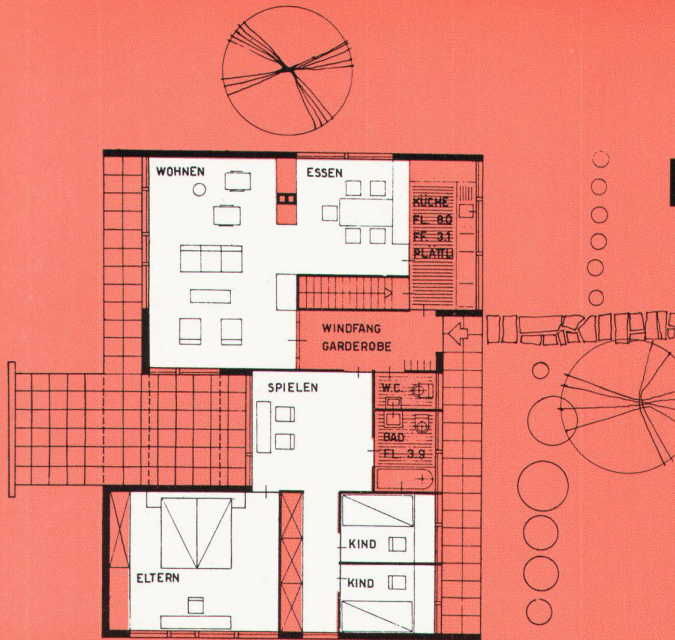 WOHNEN
ESSEN
KÜCHE
FL 8.0
FF 3.1
PLÄTTLI
WINDFANG
GARDEROBE
SPIELEN
W.C.
BAD
FL 3.9
ELTERN
KIND
KIND